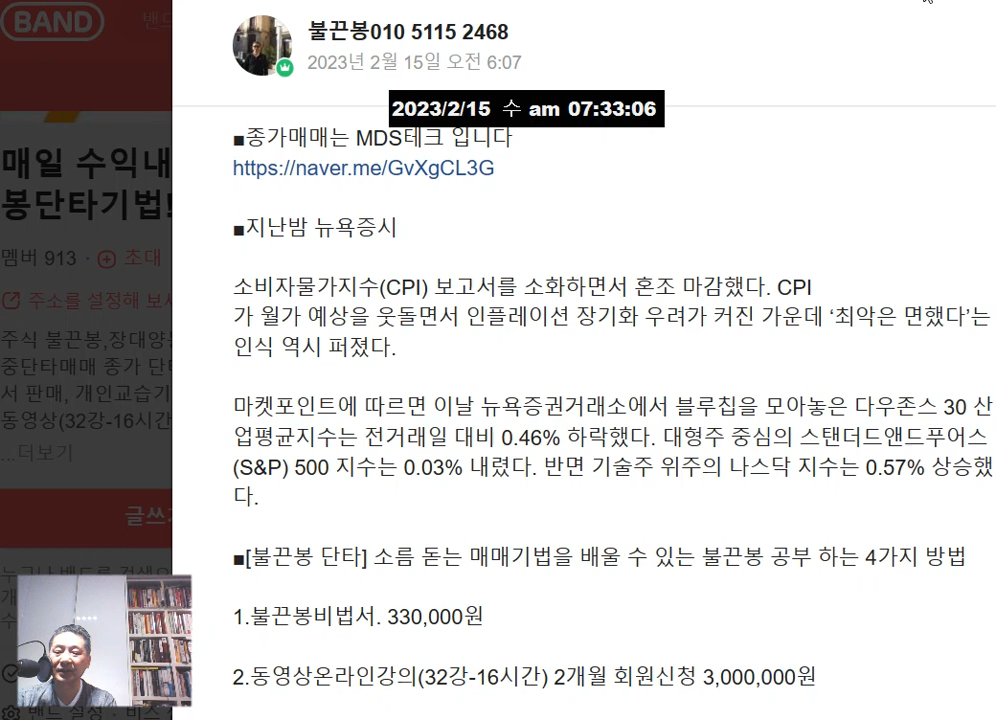 BAND
밴드
매일 수익내
봉단타기법!
멤버 913 · 초대
주소를 설정해 보
주식 불끈봉,장대양
중단타매매 종가 단
서 판매, 개인교습기
동영상(32강-16시간
...더보기
글쓰
불끈봉010 5115 2468
2023년 2월 15일 오전 6:07
2023/2/15 수 am 07:33:06
■종가매매는 MDS테크 입니다
https://naver.me/GvXgCL3G
■지난밤 뉴욕증시
소비자물가지수(CPI) 보고서를 소화하면서 혼조 마감했다. CPI
가 월가 예상을 웃돌면서 인플레이션 장기화 우려가 커진 가운데 ‘최악은 면했다’는
인식 역시 퍼졌다.
마켓포인트에 따르면 이날 뉴욕증권거래소에서 블루칩을 모아놓은 다우존스 30 산
업평균지수는 전거래일 대비 0.46% 하락했다. 대형주 중심의 스탠더드앤드푸어스
(S&P) 500 지수는 0.03% 내렸다. 반면 기술주 위주의 나스닥 지수는 0.57% 상승했
다.
■[불끈봉 단타] 소름 돋는 매매기법을 배울 수 있는 불끈봉 공부 하는 4가지 방법
1.불끈봉비법서. 330,000원
2.동영상온라인강의(32강-16시간) 2개월 회원신청 3,000,000원